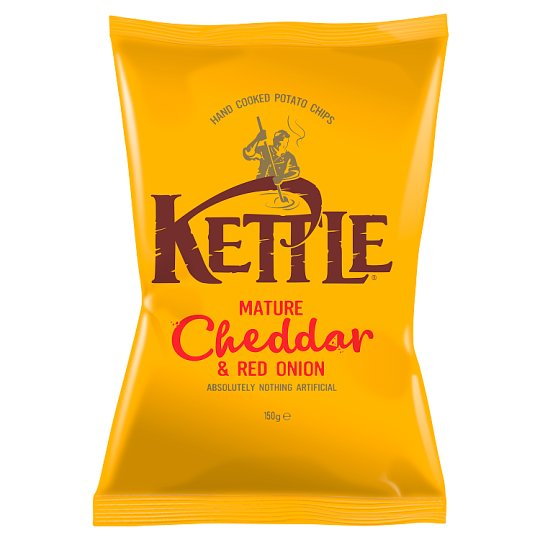 HAND COOKED POTATO CHIPS
KETTLE®
MATURE
Cheddar
& RED ONION
ABSOLUTELY NOTHING ARTIFICIAL
150g ℮